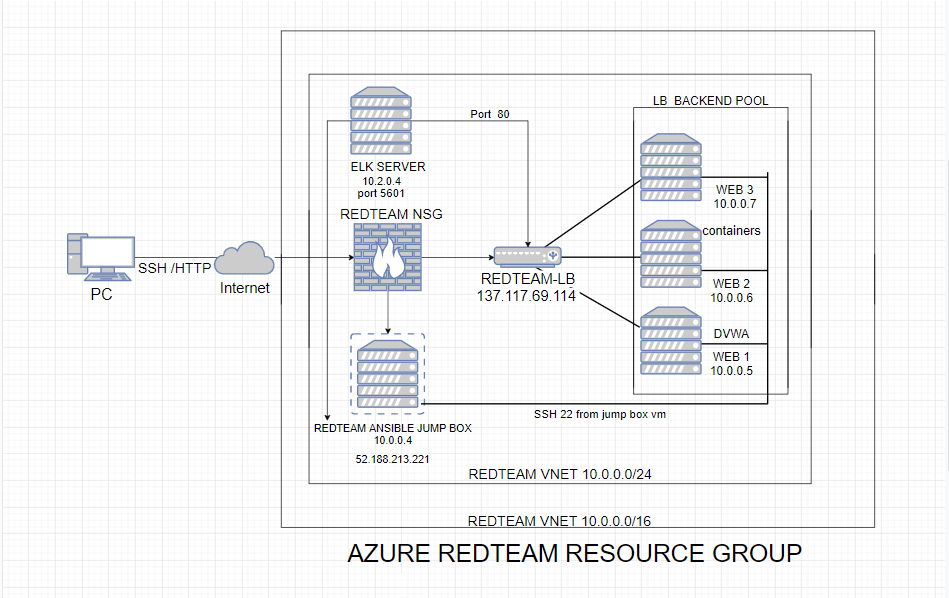 LB BACKEND POOL
Port 80
ELK SERVER
10.2.0.4
port 5601
WEB 3
10.0.0.7
REDTEAM NSG
containers
SSH /HTTP
PC
Internet
REDTEAM-LB
137.117.69.114
WEB 2
10.0.0.6
DVWA
WEB 1
10.0.0.5
SSH 22 from jump box vm
REDTEAM ANSIBLE JUMP BOX
10.0.0.4
52.188.213.221
REDTEAM VNET 10.0.0.0/24
REDTEAM VNET 10.0.0.0/16
AZURE REDTEAM RESOURCE GROUP